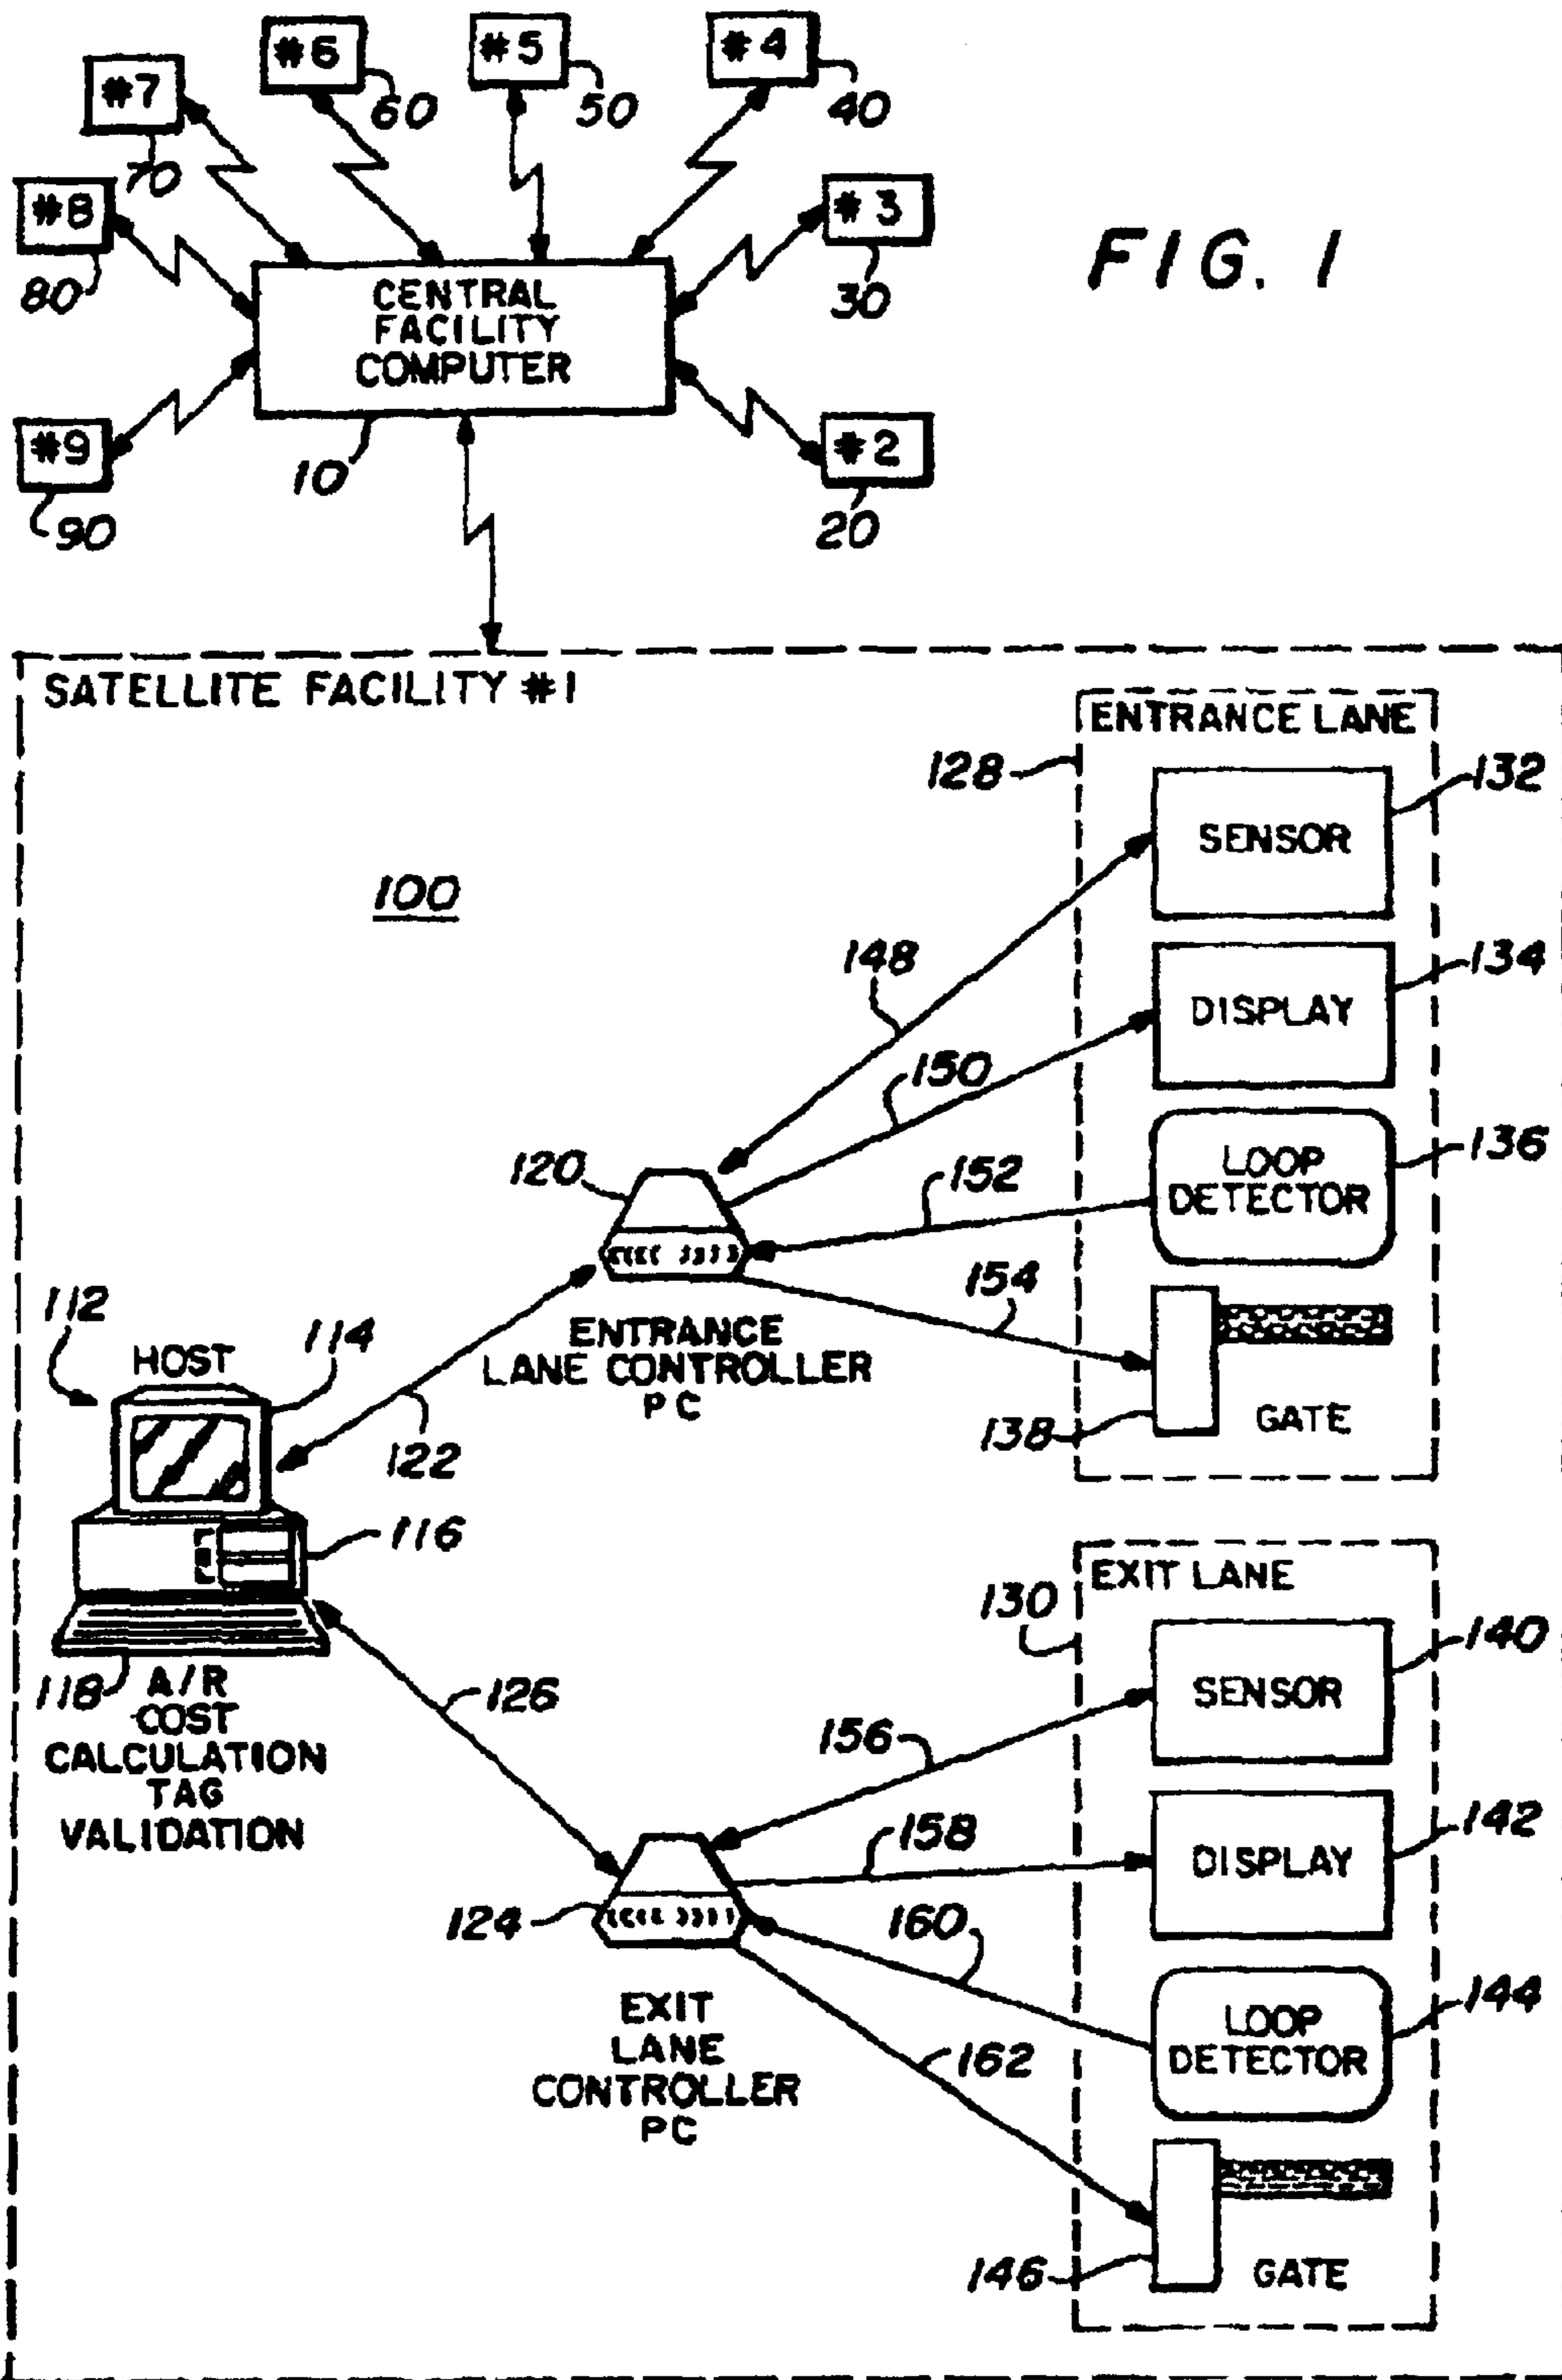 #6
#5
#4
#7
60
50
40
70
#8
#3
FIG. 1
80
30
CENTRAL
FACILITY
COMPUTER
#9
10
#2
90
20
SATELLITE FACILITY #1
ENTRANCE LANE
128
132
SENSOR
100
148
134
DISPLAY
150
136
120
152
LOOP
DETECTOR
154
112
HOST
114
ENTRANCE
LANE CONTROLLER
PC
122
138
GATE
116
EXIT LANE
130
140
SENSOR
118
A/R
COST
CALCULATION
TAG
VALIDATION
126
156
142
158
DISPLAY
124
160
144
EXIT
LANE
CONTROLLER
PC
LOOP
DETECTOR
162
146
GATE